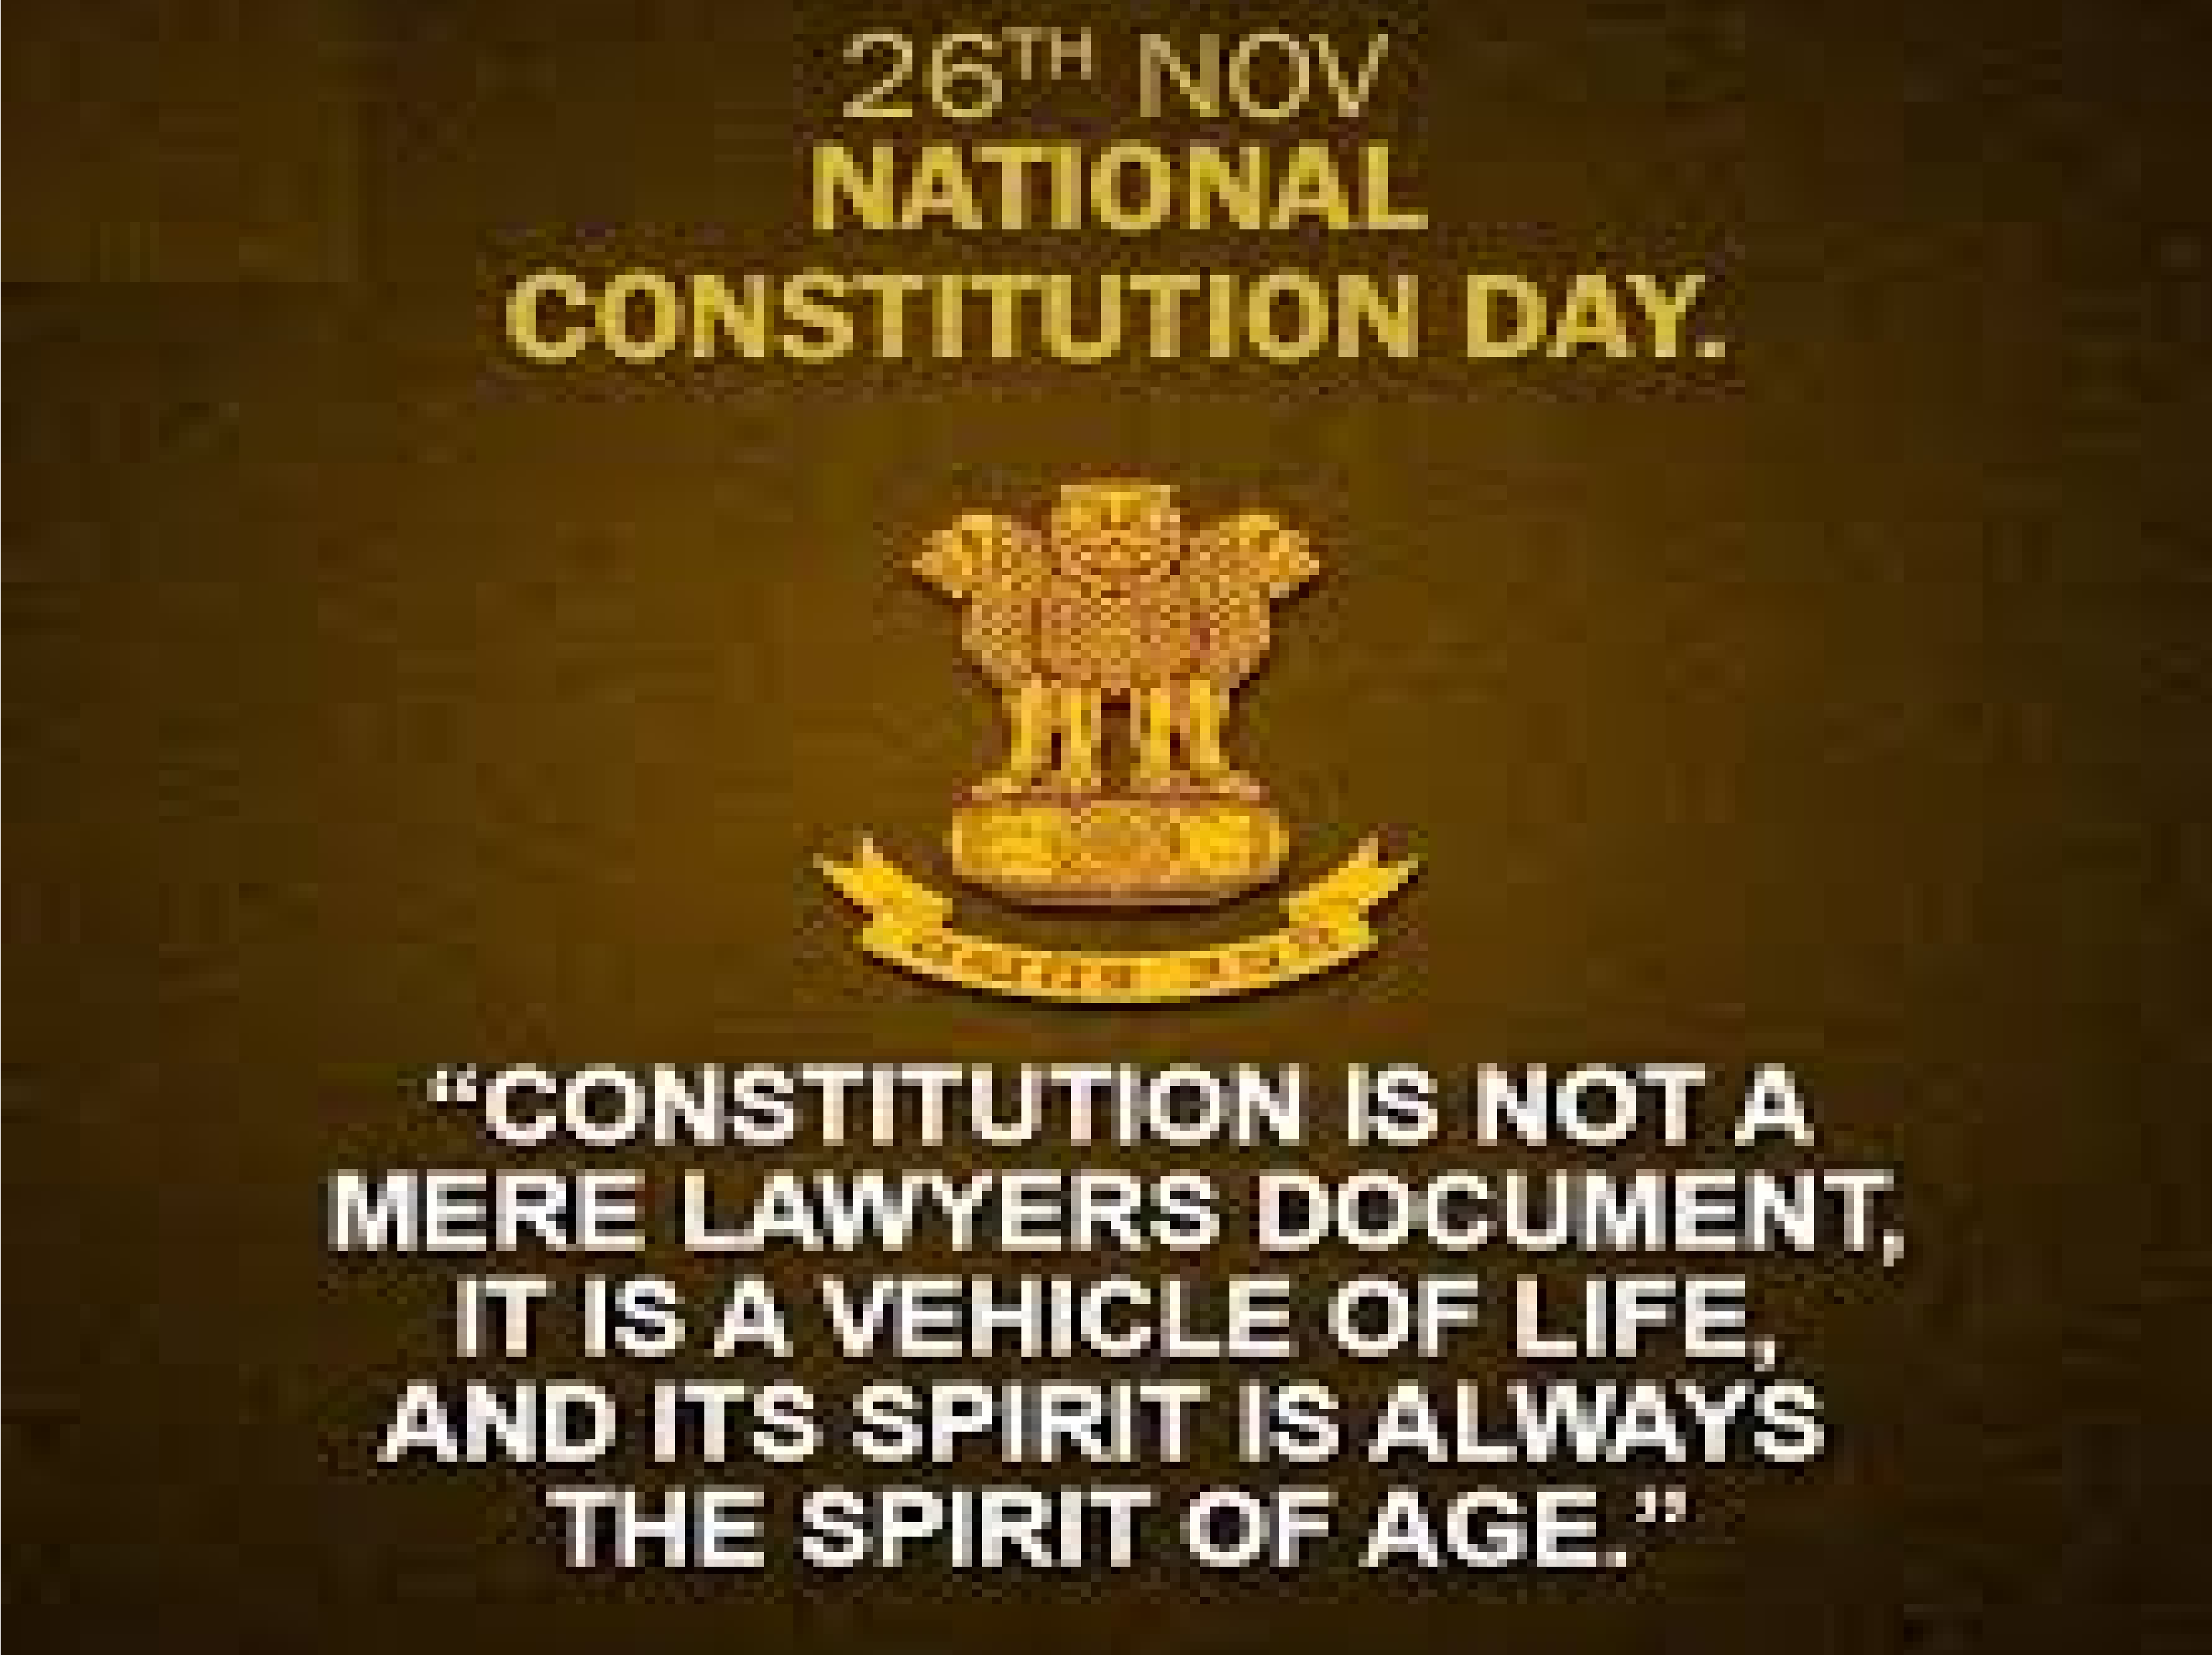 26TH NOV
NATIONAL
CONSTITUTION DAY.
“CONSTITUTION IS NOT A
MERE LAWYERS DOCUMENT,
IT IS A VEHICLE OF LIFE,
AND ITS SPIRIT IS ALWAYS
THE SPIRIT OF AGE.”